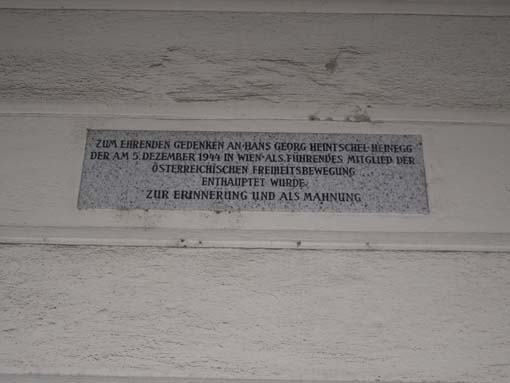 ZUM EHRENDEN GEDENKEN AN·HANS GEORG HEINTSCHEL-HEINEGG
DER AM 5. DEZEMBER 1944 IN WIEN·ALS FÜHRENDES MITGLIED DER
ÖSTERREICHISCHEN FREIHEITSBEWEGUNG
ENTHAUPTET WURDE.
ZUR ERINNERUNG UND ALS MAHNUNG